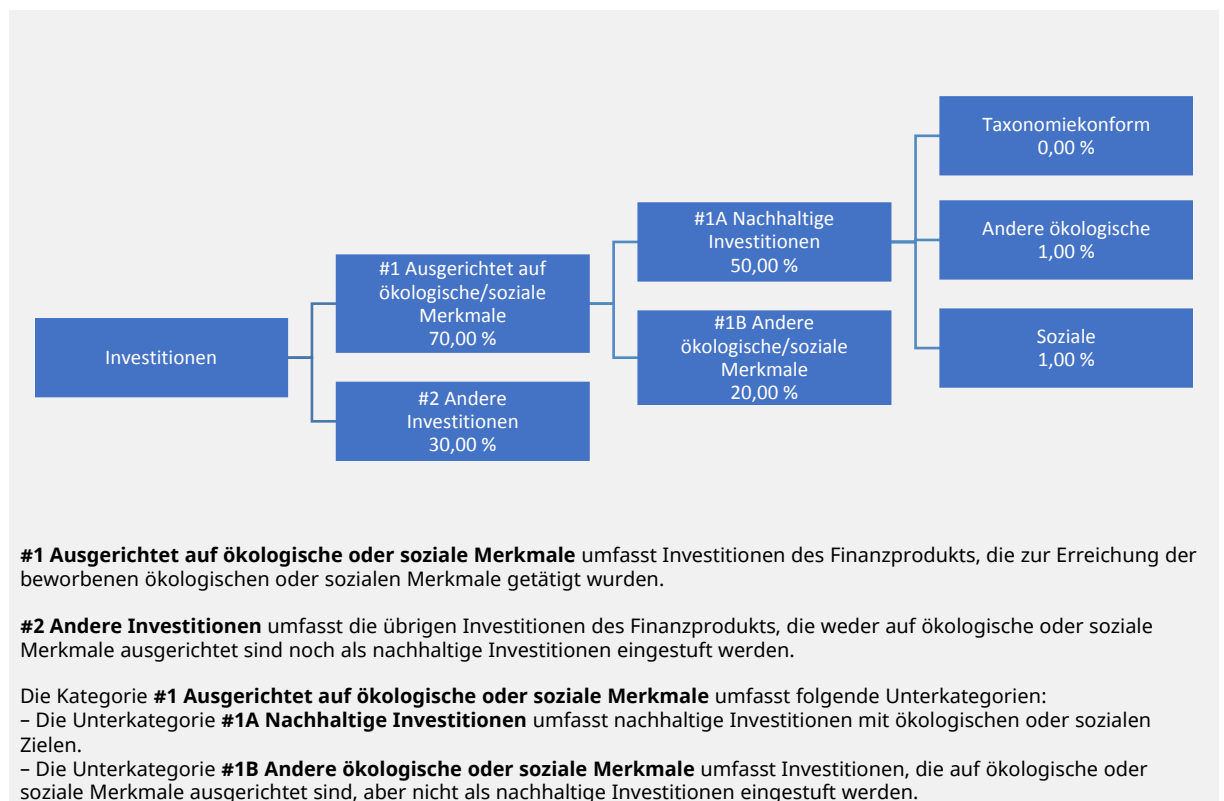 Investitionen
#1 Ausgerichtet auf
ökologische/soziale
Merkmale
70,00 %
#2 Andere
Investitionen
30,00 %
#1A Nachhaltige
Investitionen
50,00 %
#1B Andere
ökologische/soziale
Merkmale
20,00 %
Taxonomiekonform
0,00 %
Andere ökologische
1,00 %
Soziale
1,00 %
#1 Ausgerichtet auf ökologische oder soziale Merkmale umfasst Investitionen des Finanzprodukts, die zur Erreichung der
beworbenen ökologischen oder sozialen Merkmale getätigt wurden.
#2 Andere Investitionen umfasst die übrigen Investitionen des Finanzprodukts, die weder auf ökologische oder soziale
Merkmale ausgerichtet sind noch als nachhaltige Investitionen eingestuft werden.
Die Kategorie #1 Ausgerichtet auf ökologische oder soziale Merkmale umfasst folgende Unterkategorien:
– Die Unterkategorie #1A Nachhaltige Investitionen umfasst nachhaltige Investitionen mit ökologischen oder sozialen
Zielen.
– Die Unterkategorie #1B Andere ökologische oder soziale Merkmale umfasst Investitionen, die auf ökologische oder
soziale Merkmale ausgerichtet sind, aber nicht als nachhaltige Investitionen eingestuft werden.